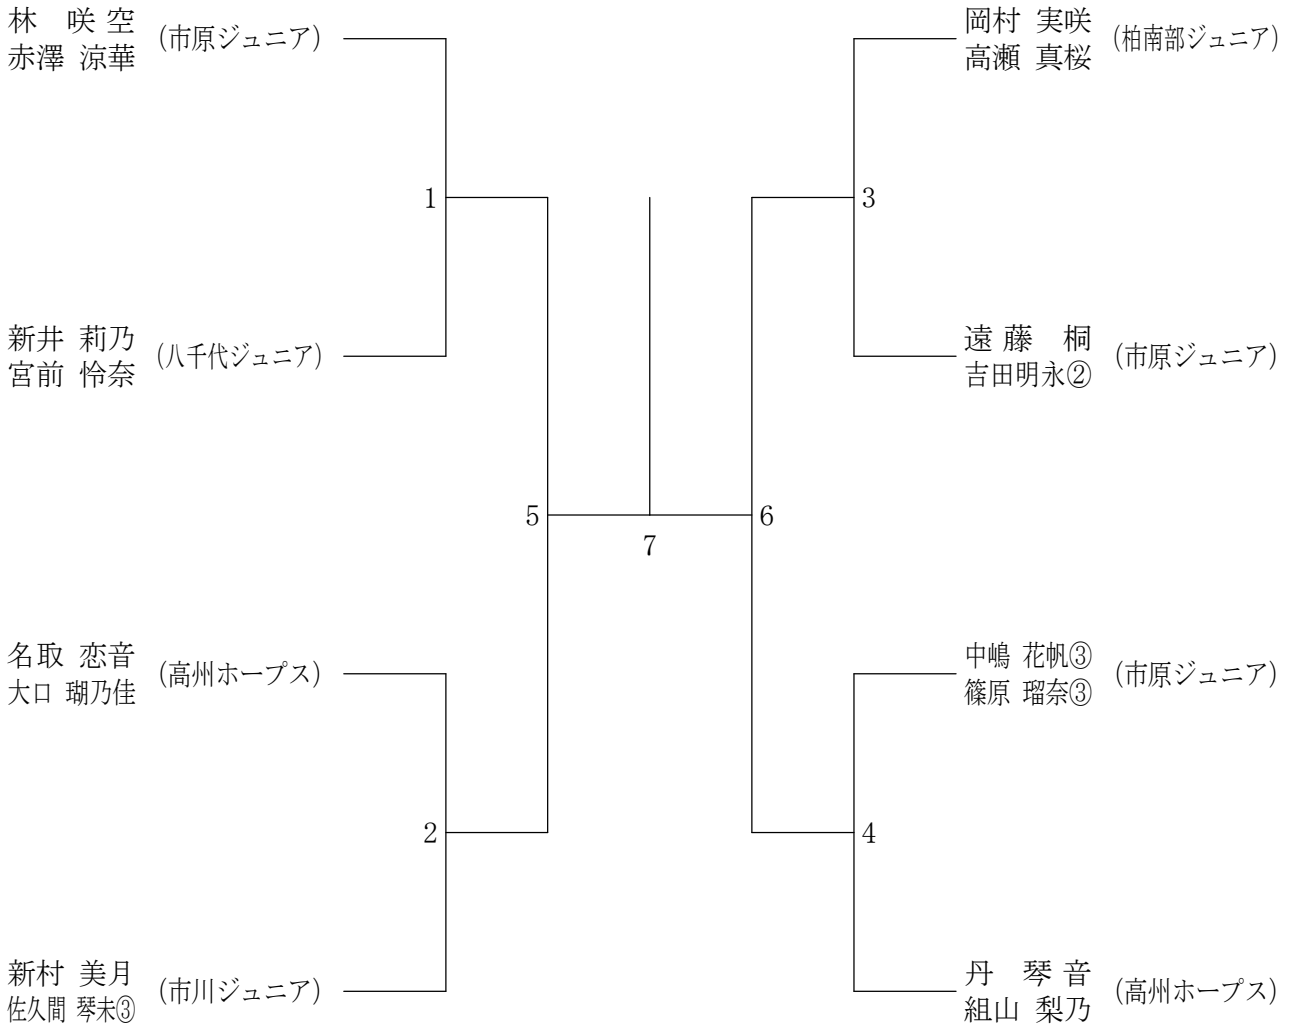 林 咲空
赤澤 涼華
(市原ジュニア)
1
新井 莉乃
宮前 怜奈
(八千代ジュニア)
5
名取 恋音
大口 瑚乃佳
(高州ホープス)
2
新村 美月
佐久間 琴未③
(市川ジュニア)
7
岡村 実咲
高瀬 真桜
(柏南部ジュニア)
3
遠藤 桐
吉田明永②
(市原ジュニア)
6
中嶋 花帆③
篠原 瑠奈③
(市原ジュニア)
4
丹 琴音
組山 梨乃
(高州ホープス)